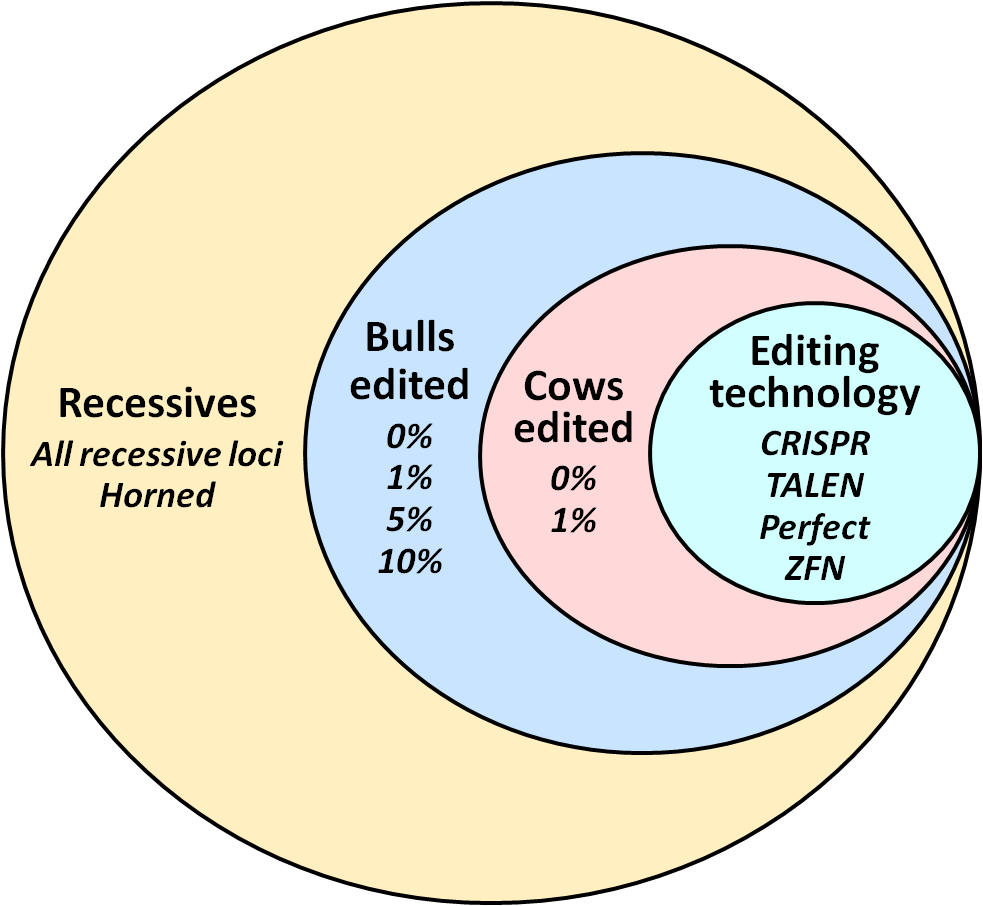 Recessives
All recessive loci
Horned
Bulls
edited
0%
1%
5%
10%
Cows
edited
0%
1%
Editing
technology
CRISPR
TALEN
Perfect
ZFN